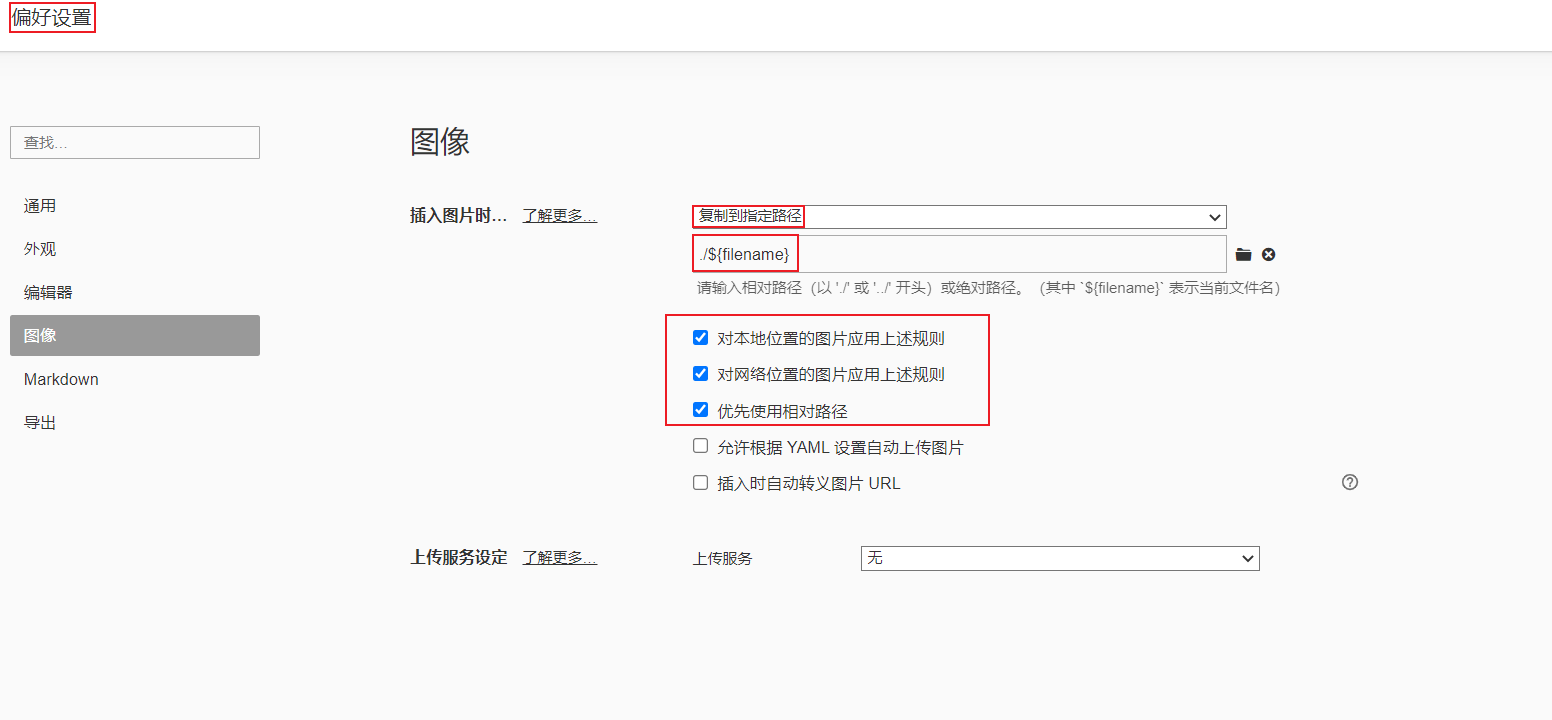 偏好设置
查找...
通用
外观
编辑器
图像
Markdown
导出
图像
插入图片时... 了解更多... 复制到指定路径
./${filename}
请输入相对路径（以 './' 或 '../' 开头）或绝对路径。（其中 `${filename}` 表示当前文件名）
对本地位置的图片应用上述规则
对网络位置的图片应用上述规则
优先使用相对路径
允许根据 YAML 设置自动上传图片
插入时自动转义图片 URL
上传服务设定 了解更多... 上传服务 无